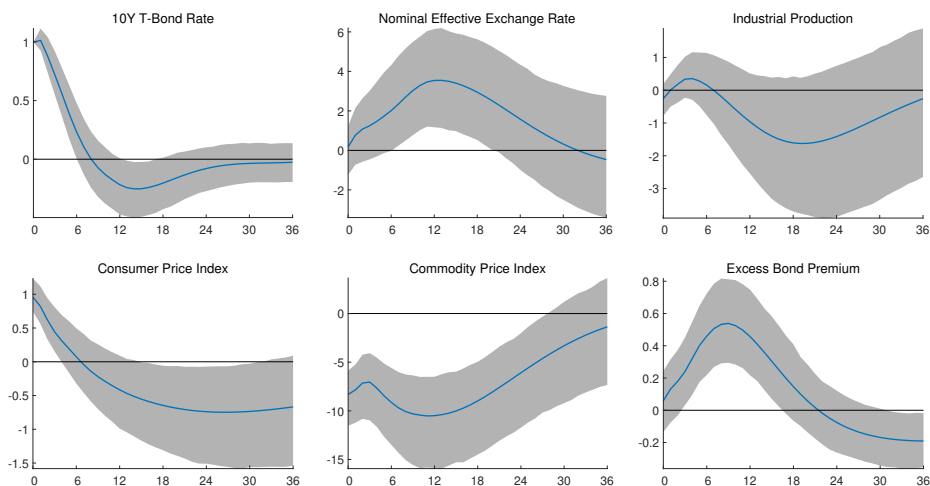 10Y T-Bond Rate
1
0.5
0
0 6 12 18 24 30 36
Nominal Effective Exchange Rate
6
4
2
0
-2
0 6 12 18 24 30 36
Industrial Production
1
0
-1
-2
-3
0 6 12 18 24 30 36
Consumer Price Index
1
0.5
0
-0.5
-1
-1.5
0 6 12 18 24 30 36
Commodity Price Index
0
-5
-10
-15
0 6 12 18 24 30 36
Excess Bond Premium
0.8
0.6
0.4
0.2
0
-0.2
0 6 12 18 24 30 36